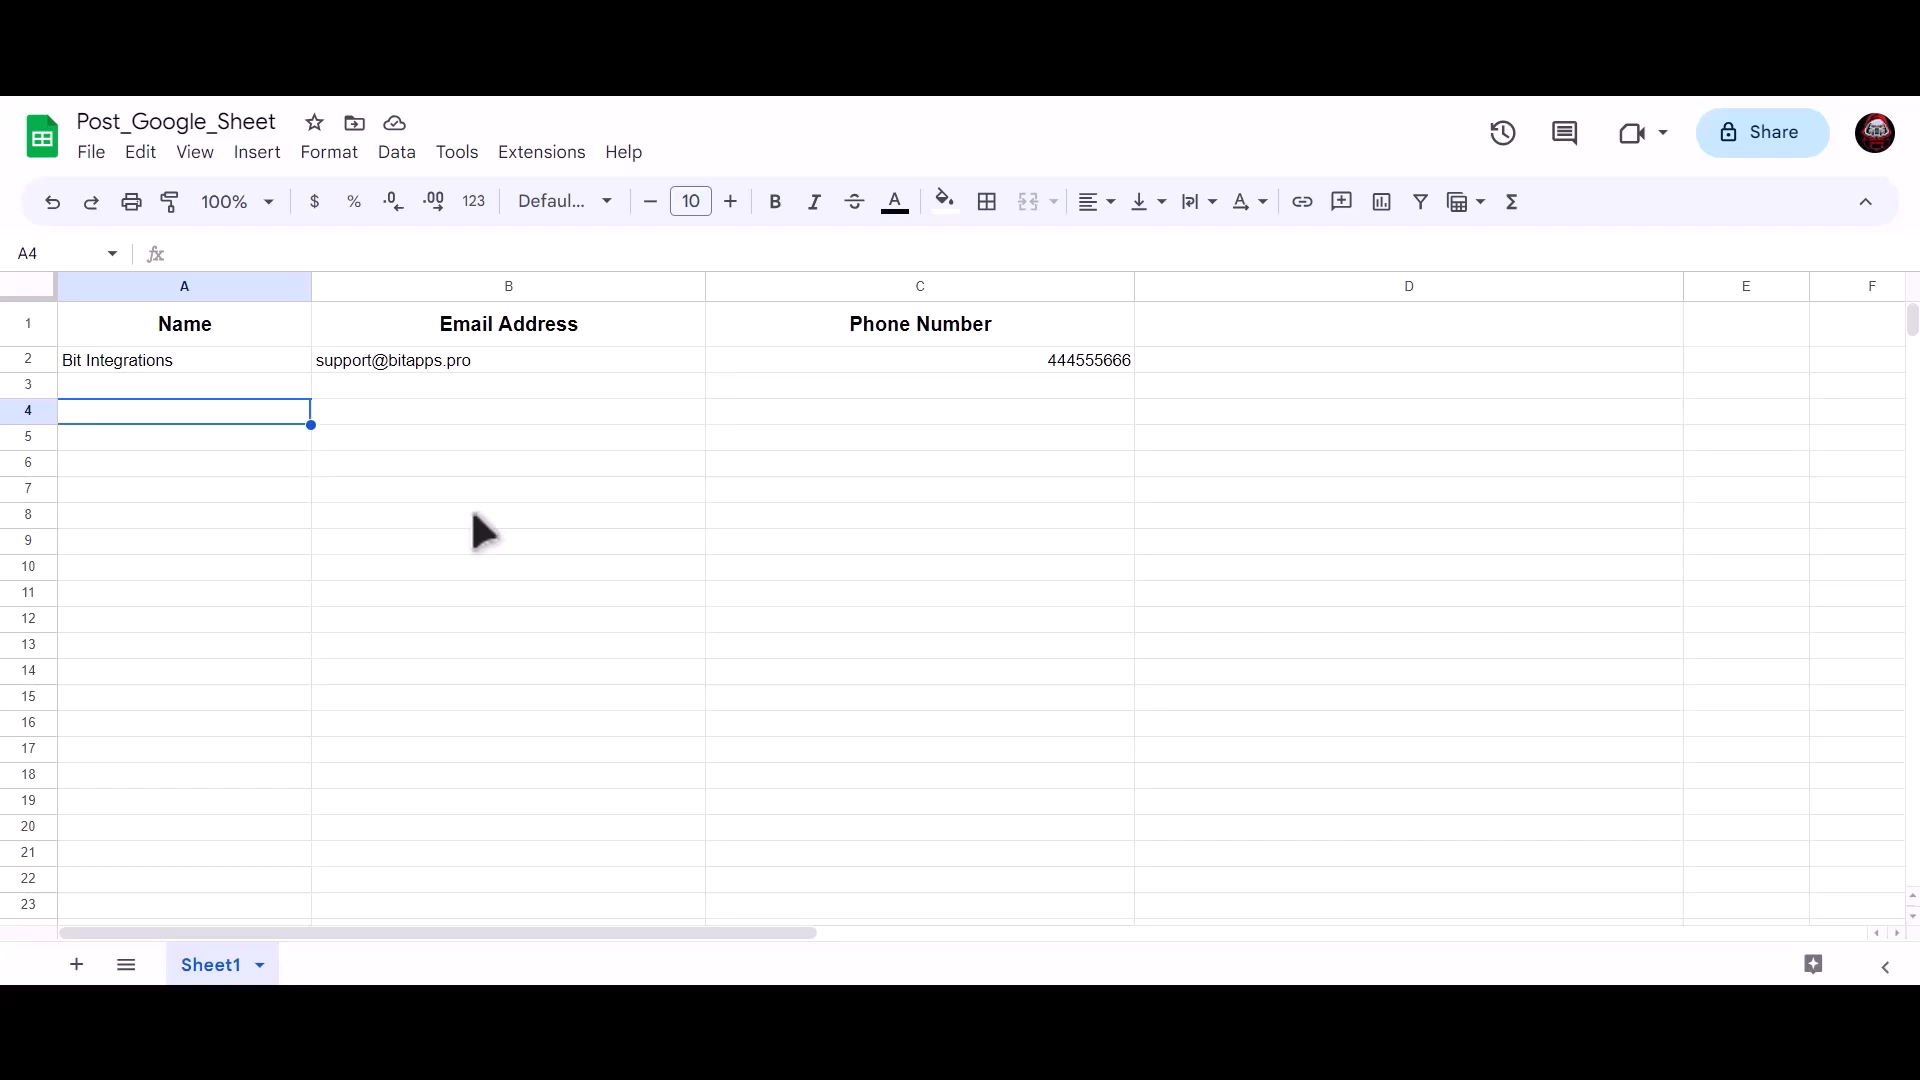 Post_Google_Sheet
File Edit View Insert Format Data Tools Extensions Help
Share
100% $ % .0 .00 123 Defaul... 10 B I A A Σ
A4 fx
A B C D E F
1 Name Email Address Phone Number
2 Bit Integrations support@bitapps.pro 444555666
3
4
5
6
7
8
9
10
11
12
13
14
15
16
17
18
19
20
21
22
23
Sheet1